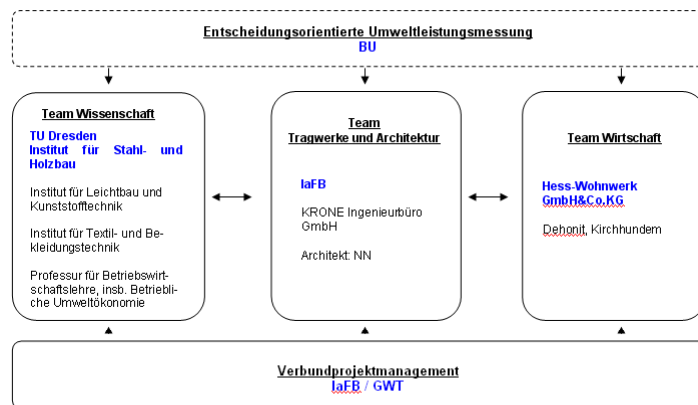 Entscheidungsorientierte Umweltleistungsmessung
BU
Team Wissenschaft
TU Dresden
Institut für Stahl- und
Holzbau
Institut für Leichtbau und
Kunststofftechnik
Institut für Textil- und Be-
kleidungstechnik
Professur für Betriebswirt-
schaftslehre, insb. Betrieb-
liche Umweltökonomie
Team
Tragwerke und Architektur
IaFB
KRONE Ingenieurbüro
GmbH
Architekt: NN
Team Wirtschaft
Hess-Wohnwerk
GmbH&Co.KG
Dehonit, Kirchhundem
Verbundprojektmanagement
IaFB / GWT